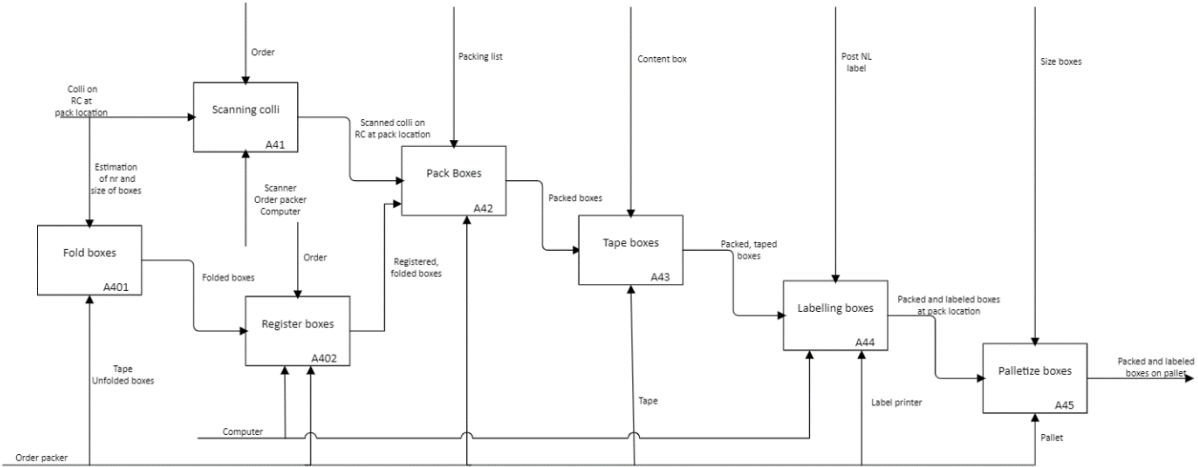 Order
Packing list
Content box
Post NL
label
Size boxes
Colli on
RC at
pack location
Scanning colli
A41
Scanned colli on
RC at pack location
Estimation
of nr and
size of boxes
Scanner
Order packer
Computer
Pack Boxes
A42
Packed boxes
Fold boxes
A401
Folded boxes
Order
Registered,
folded boxes
Tape boxes
A43
Packed, taped
boxes
Register boxes
A402
Labelling boxes
A44
Packed and labeled boxes
at pack location
Tape
Unfolded boxes
Palletize boxes
A45
Packed and labeled
boxes on pallet
Tape
Label printer
Computer
Pallet
Order packer